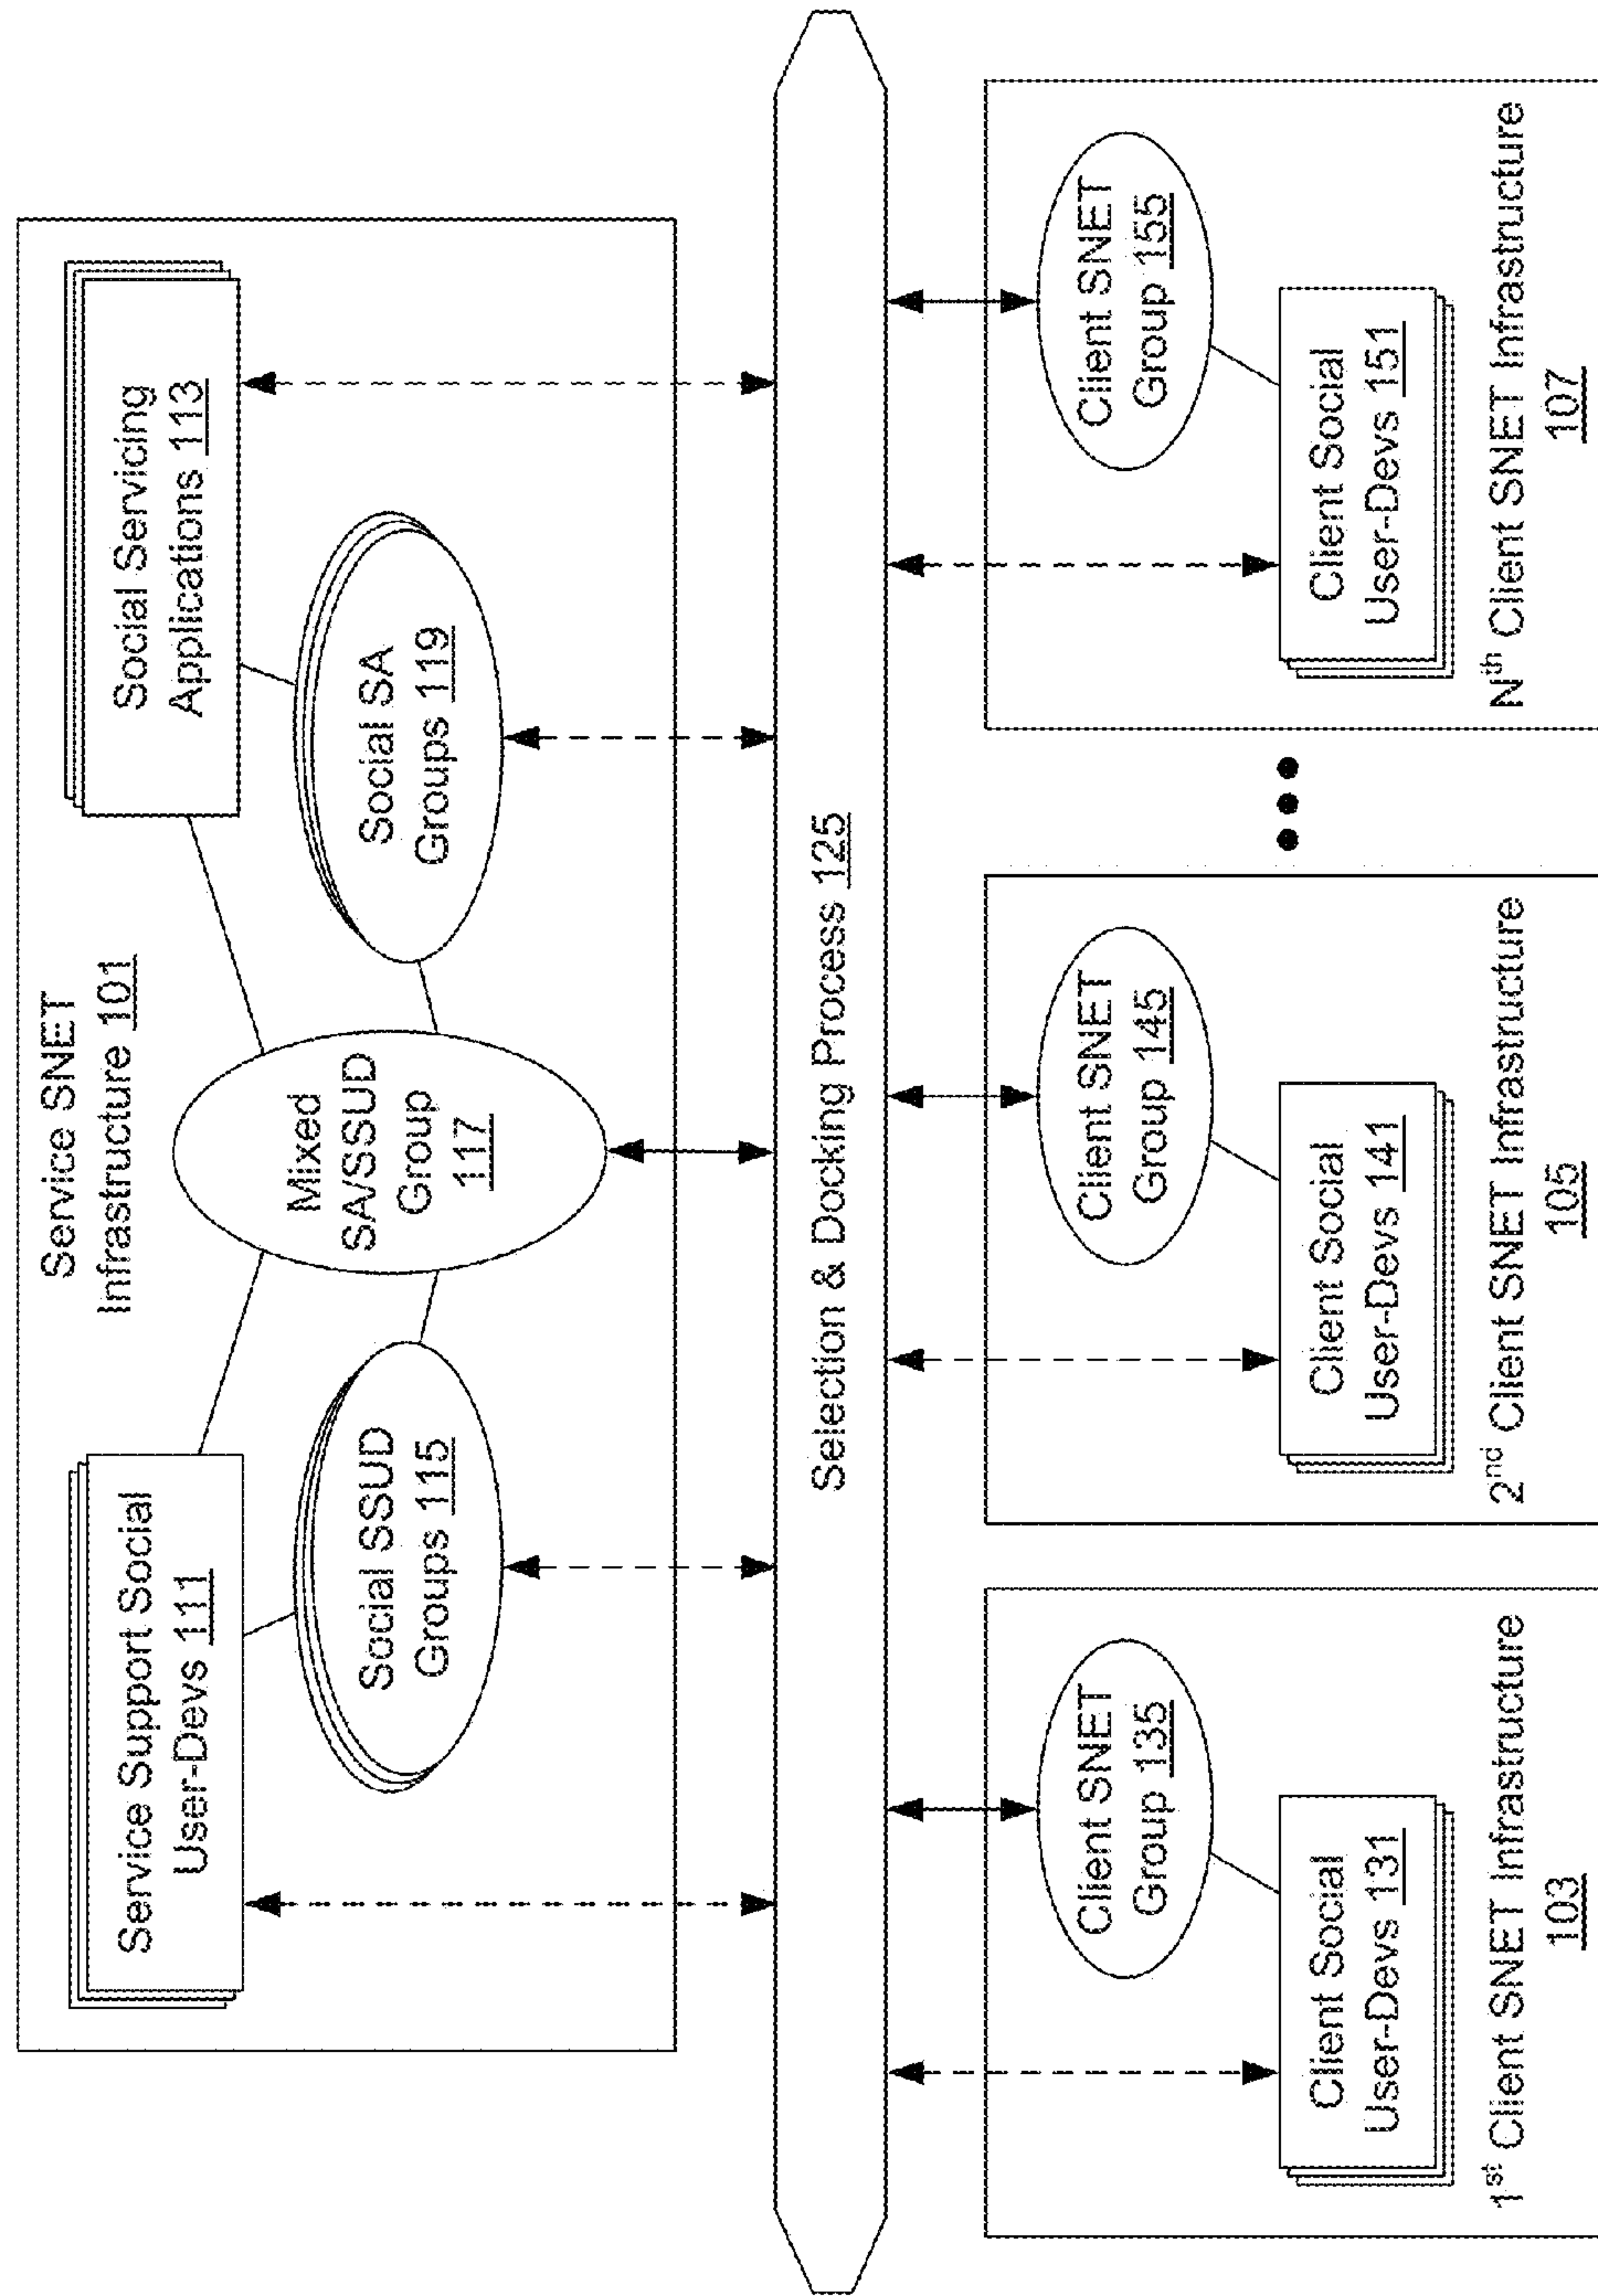 Service SNET
Infrastructure 101
Service Support Social
User-Devs 111
Social Servicing
Applications 113
Mixed
SA/SSUD
Group
117
Social SSUD
Groups 115
Social SA
Groups 119
Selection & Docking Process 125
Client SNET
Group 135
Client Social
User-Devs 131
1st Client SNET Infrastructure
103
Client SNET
Group 145
Client Social
User-Devs 141
2nd Client SNET Infrastructure
105
Client SNET
Group 155
Client Social
User-Devs 151
Nth Client SNET Infrastructure
107